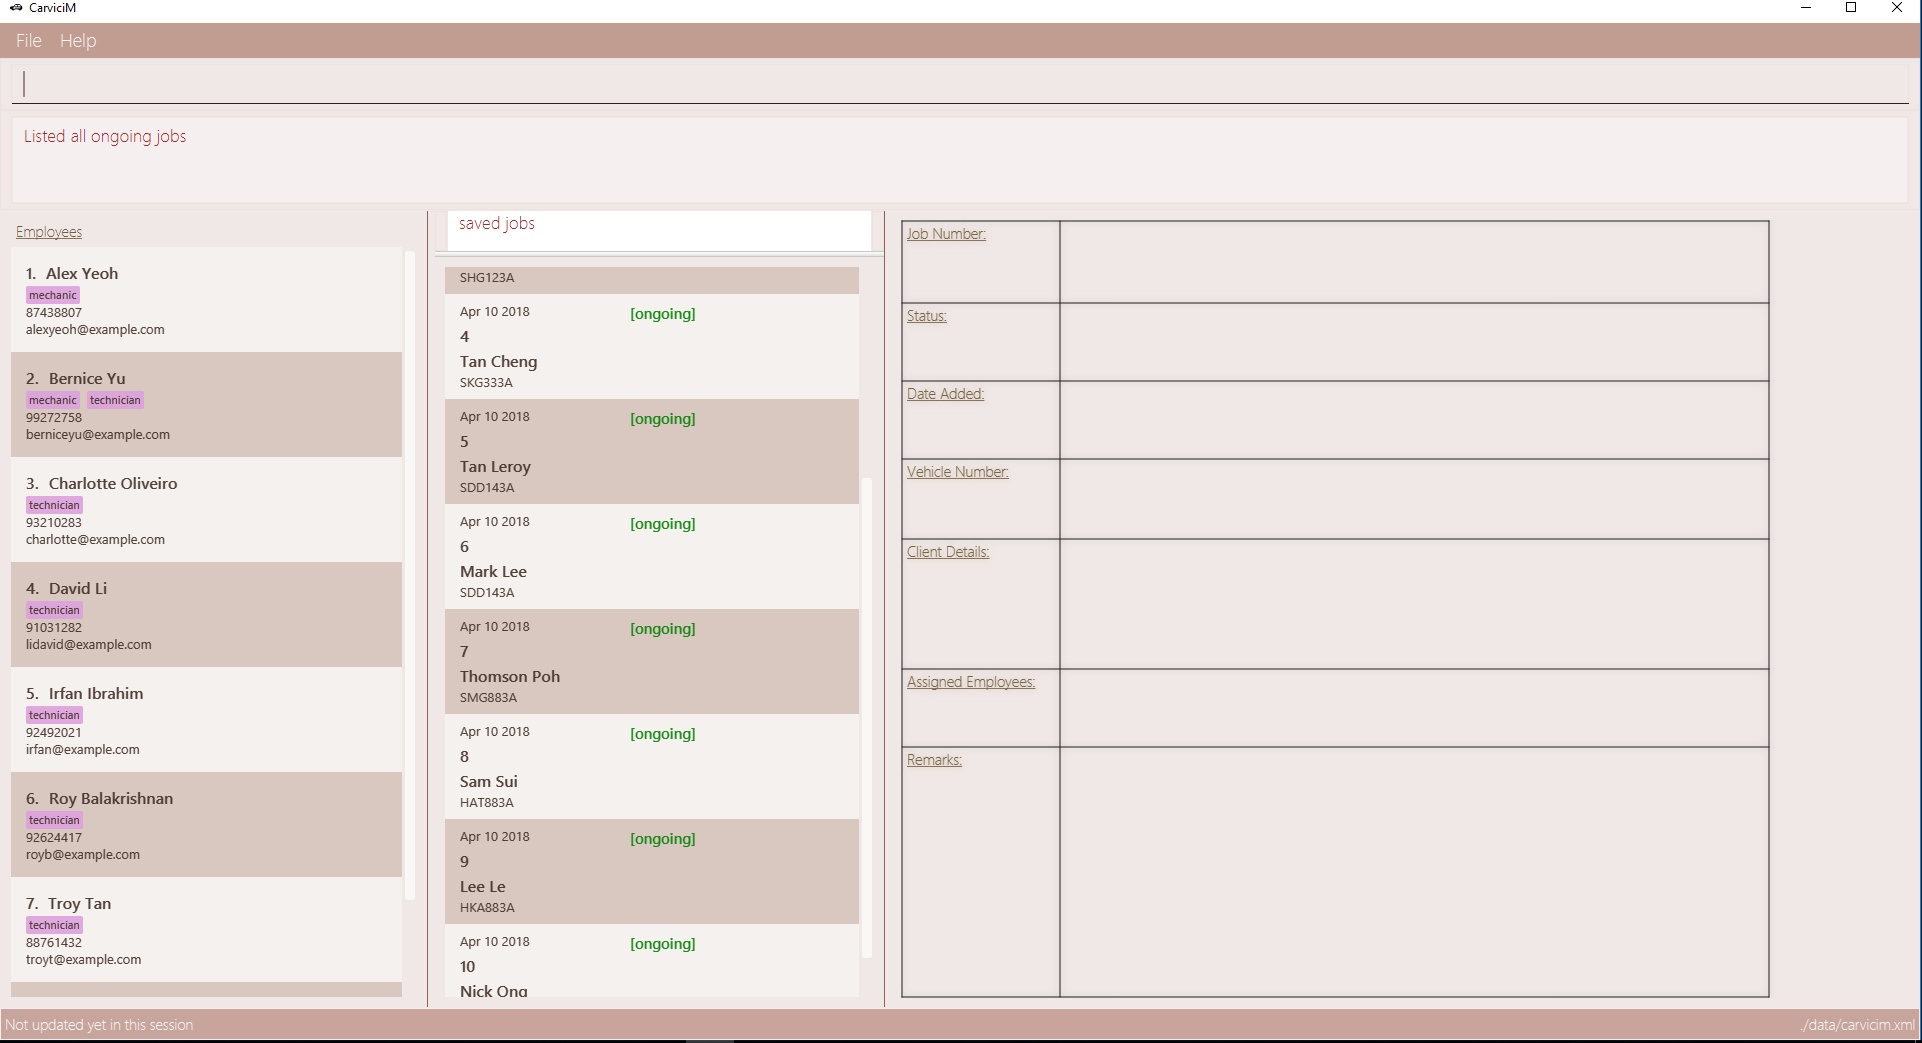 CarviciM
File Help
Listed all ongoing jobs
Employees
1. Alex Yeoh
mechanic
87438807
alexyeoh@example.com
2. Bernice Yu
mechanic technician
99272758
berniceyu@example.com
3. Charlotte Oliveiro
technician
93210283
charlotte@example.com
4. David Li
technician
91031282
lidavid@example.com
5. Irfan Ibrahim
technician
92492021
irfan@example.com
6. Roy Balakrishnan
technician
92624417
royb@example.com
7. Troy Tan
technician
88761432
troyt@example.com
saved jobs
SHG123A
Apr 10 2018 [ongoing]
4
Tan Cheng
SKG333A
Apr 10 2018 [ongoing]
5
Tan Leroy
SDD143A
Apr 10 2018 [ongoing]
6
Mark Lee
SDD143A
Apr 10 2018 [ongoing]
7
Thomson Poh
SMG883A
Apr 10 2018 [ongoing]
8
Sam Sui
HAT883A
Apr 10 2018 [ongoing]
9
Lee Le
HKA883A
Apr 10 2018 [ongoing]
10
Nick Ong
Job Number:
Status:
Date Added:
Vehicle Number:
Client Details:
Assigned Employees:
Remarks:
Not updated yet in this session
./data/carvicim.xml